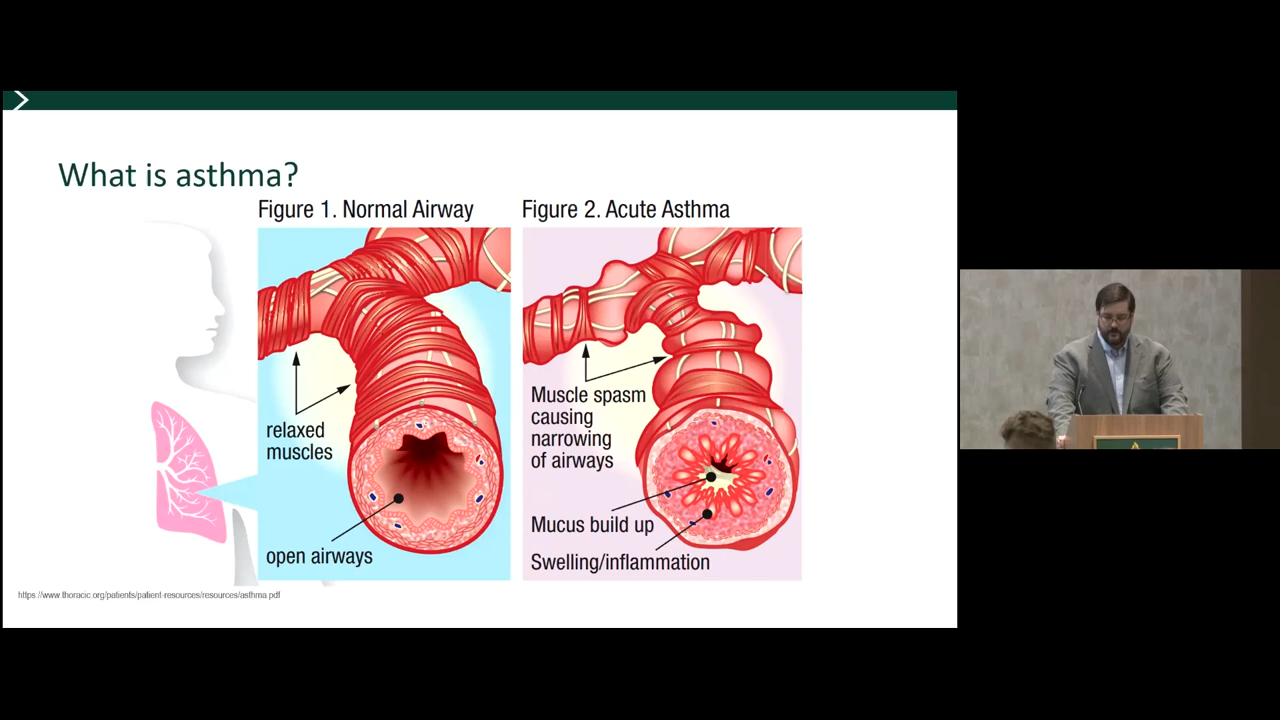 What is asthma?
Figure 1. Normal Airway
relaxed
muscles
open airways
Figure 2. Acute Asthma
Muscle spasm
causing
narrowing
of airways
Mucus build up
Swelling/inflammation
https://www.thoracic.org/patients/patient-resources/resources/asthma.pdf